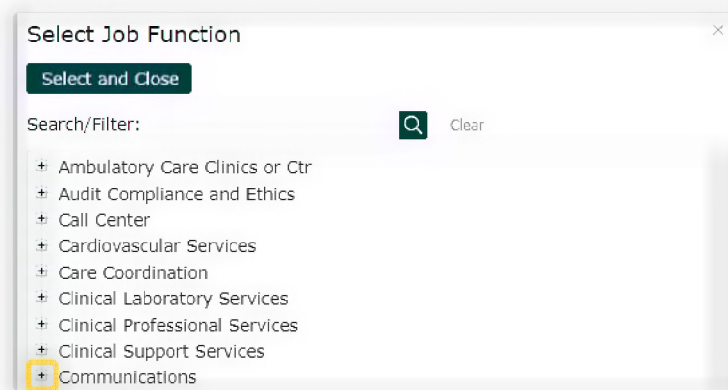 Select Job Function
Select and Close
Search/Filter:
Clear
Ambulatory Care Clinics or Ctr
Audit Compliance and Ethics
Call Center
Cardiovascular Services
Care Coordination
Clinical Laboratory Services
Clinical Professional Services
Clinical Support Services
Communications